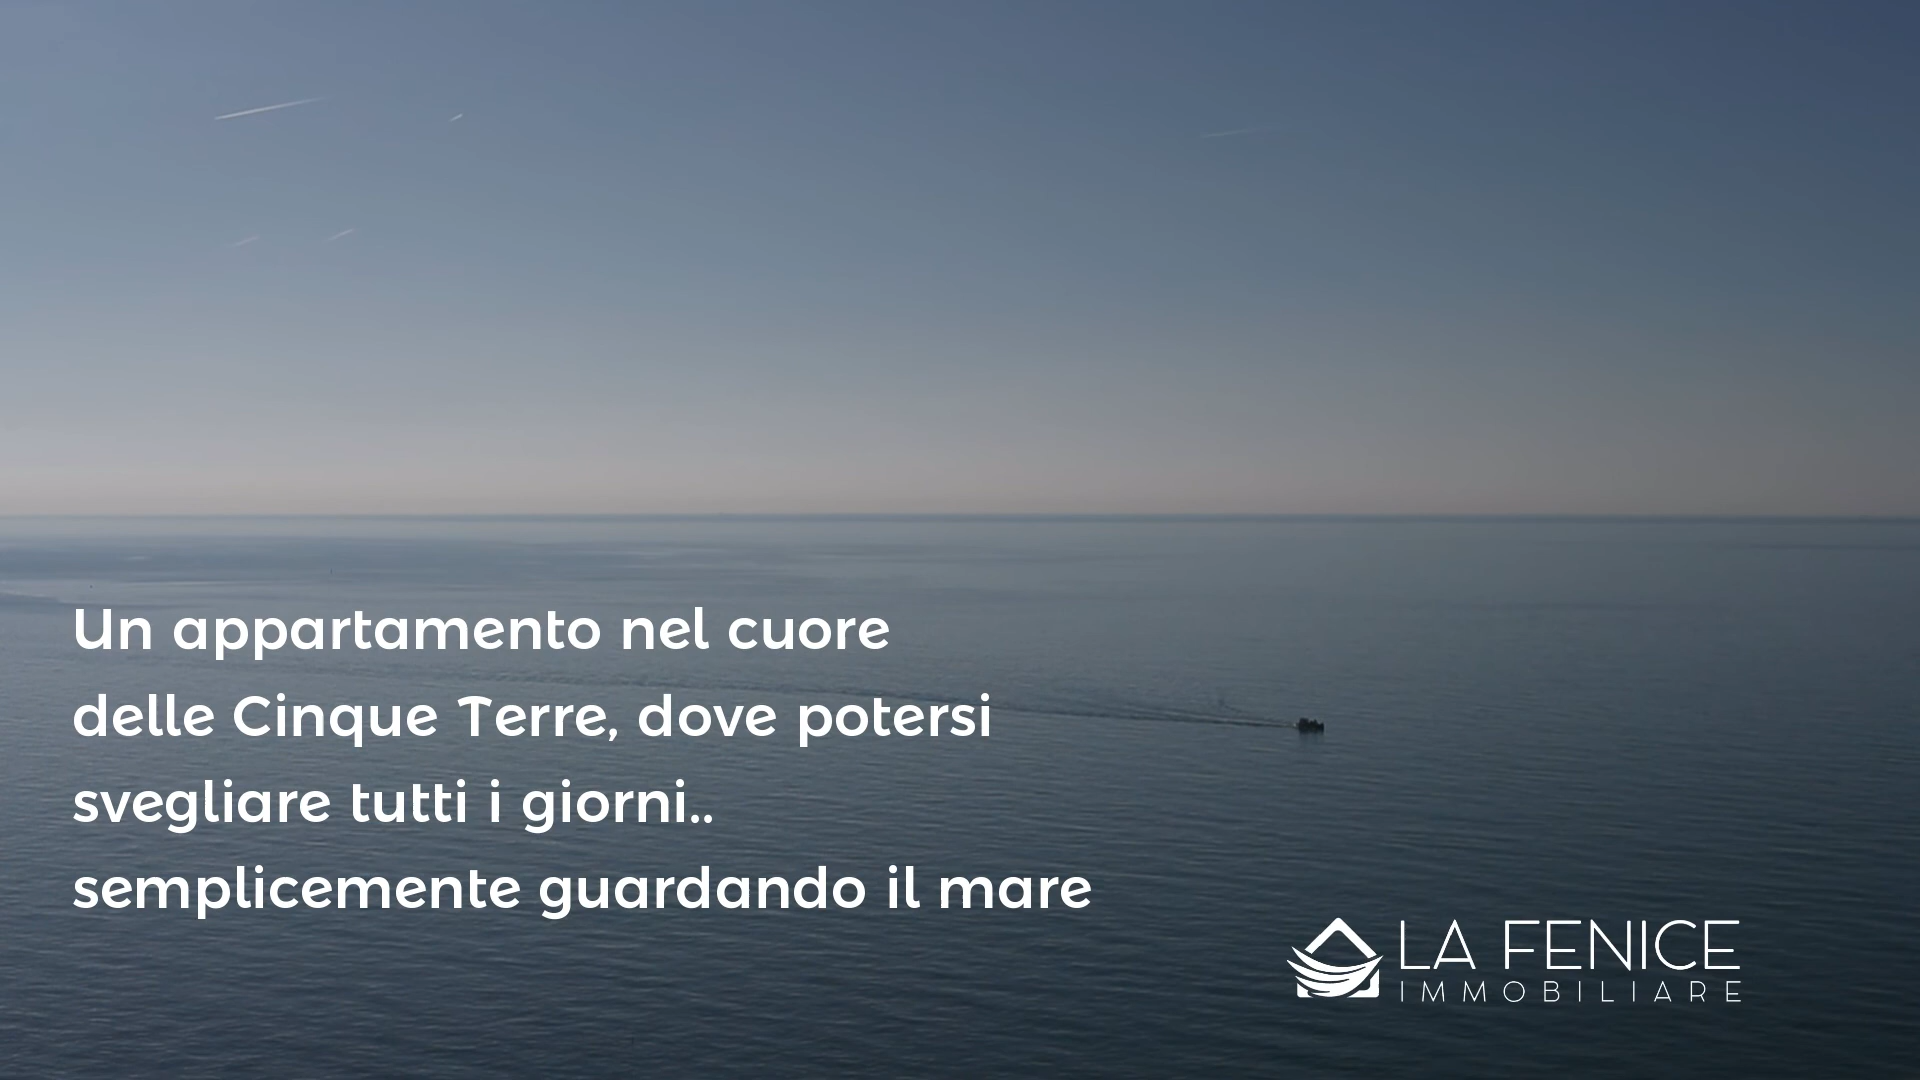 Un appartamento nel cuore
delle Cinque Terre, dove potersi
svegliare tutti i giorni..
semplicemente guardando il mare
LA FENICE
IMMOBILIARE